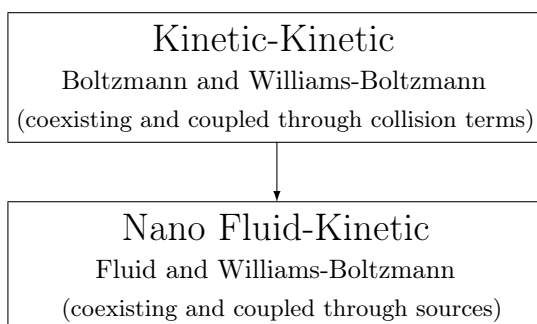 Kinetic-Kinetic
Boltzmann and Williams-Boltzmann
(coexisting and coupled through collision terms)
Nano Fluid-Kinetic
Fluid and Williams-Boltzmann
(coexisting and coupled through sources)